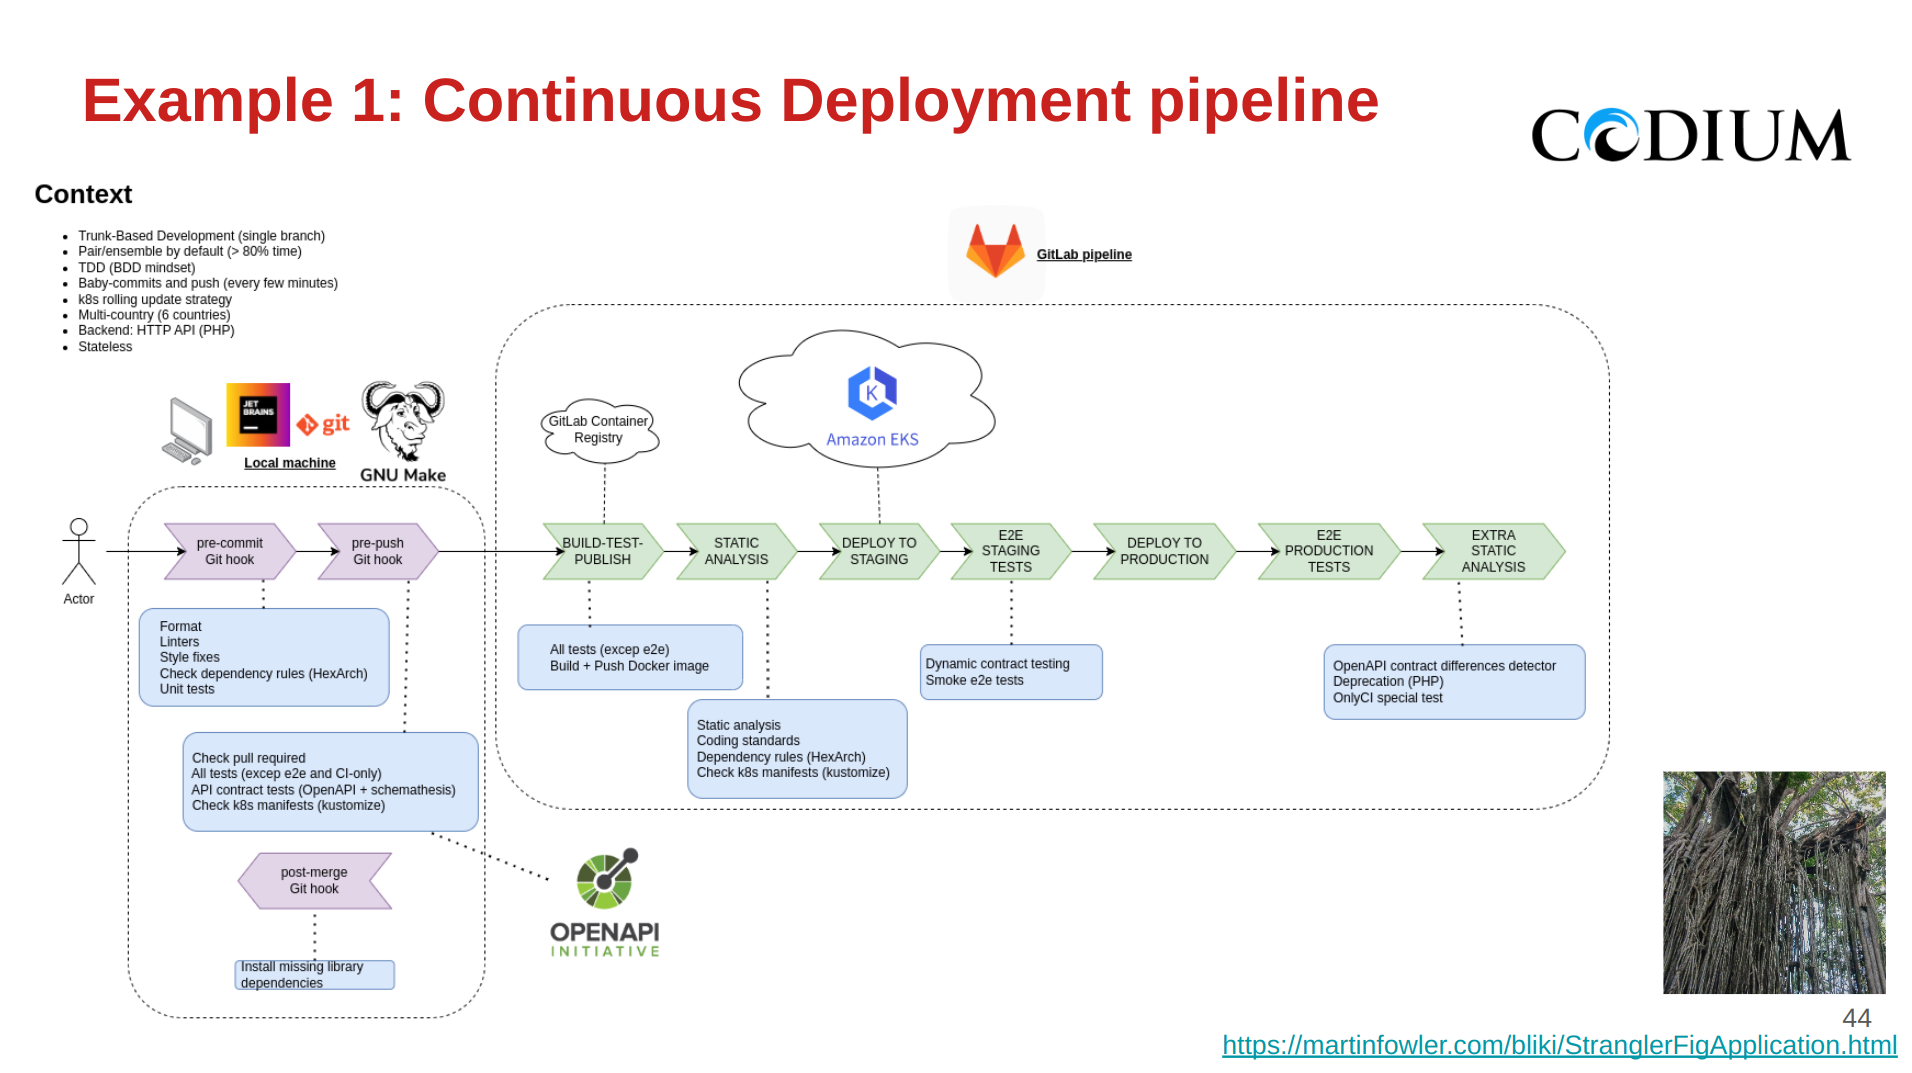 Example 1: Continuous Deployment pipeline
CODIUM
Context
Trunk-Based Development (single branch)
Pair/ensemble by default (> 80% time)
TDD (BDD mindset)
Baby-commits and push (every few minutes)
k8s rolling update strategy
Multi-country (6 countries)
Backend: HTTP API (PHP)
Stateless
GitLab pipeline
JET
BRAINS
git
Local machine
GNU Make
GitLab Container
Registry
K
Amazon EKS
Actor
pre-commit
Git hook
pre-push
Git hook
BUILD-TEST-
PUBLISH
STATIC
ANALYSIS
DEPLOY TO
STAGING
E2E
STAGING
TESTS
DEPLOY TO
PRODUCTION
E2E
PRODUCTION
TESTS
EXTRA
STATIC
ANALYSIS
Format
Linters
Style fixes
Check dependency rules (HexArch)
Unit tests
Check pull required
All tests (excep e2e and CI-only)
API contract tests (OpenAPI + schemathesis)
Check k8s manifests (kustomize)
post-merge
Git hook
Install missing library
dependencies
All tests (excep e2e)
Build + Push Docker image
Static analysis
Coding standards
Dependency rules (HexArch)
Check k8s manifests (kustomize)
Dynamic contract testing
Smoke e2e tests
OpenAPI contract differences detector
Deprecation (PHP)
OnlyCI special test
OPENAPI
INITIATIVE
44
https://martinfowler.com/bliki/StranglerFigApplication.html